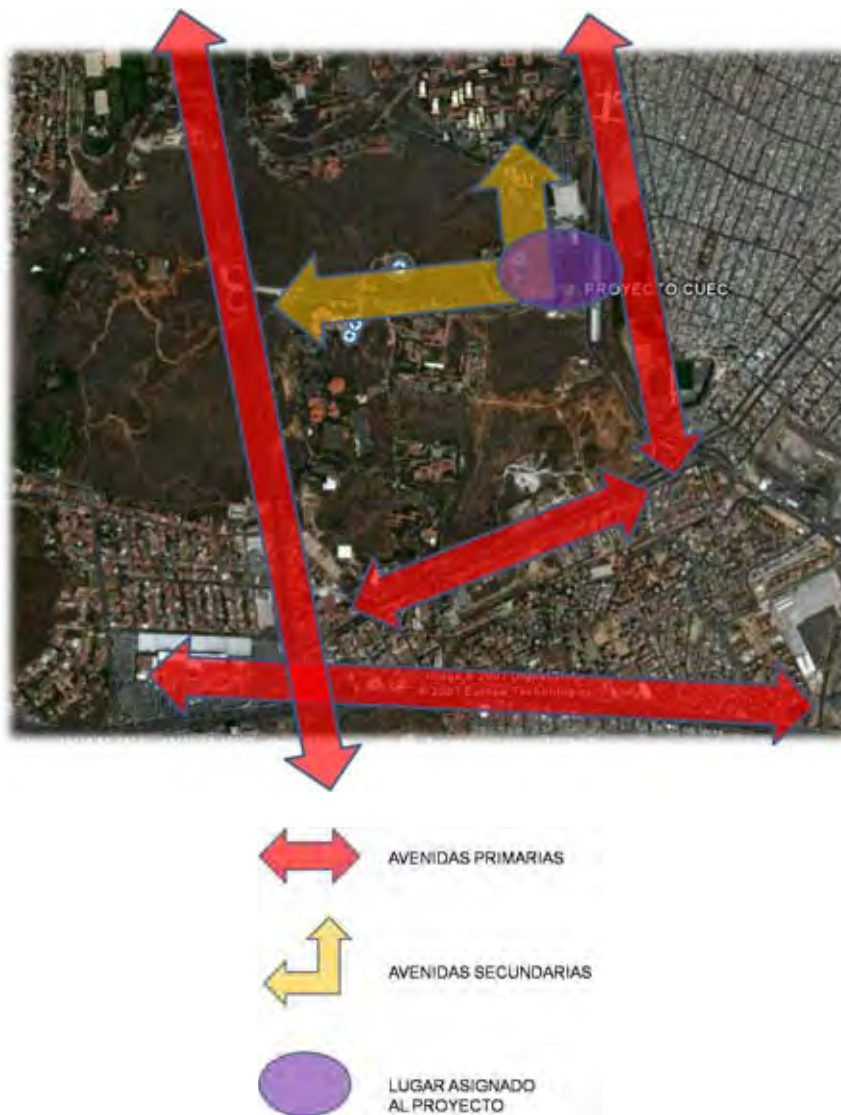 PROYECTO CUEC
AVENIDAS PRIMARIAS
AVENIDAS SECUNDARIAS
LUGAR ASIGNADO
AL PROYECTO